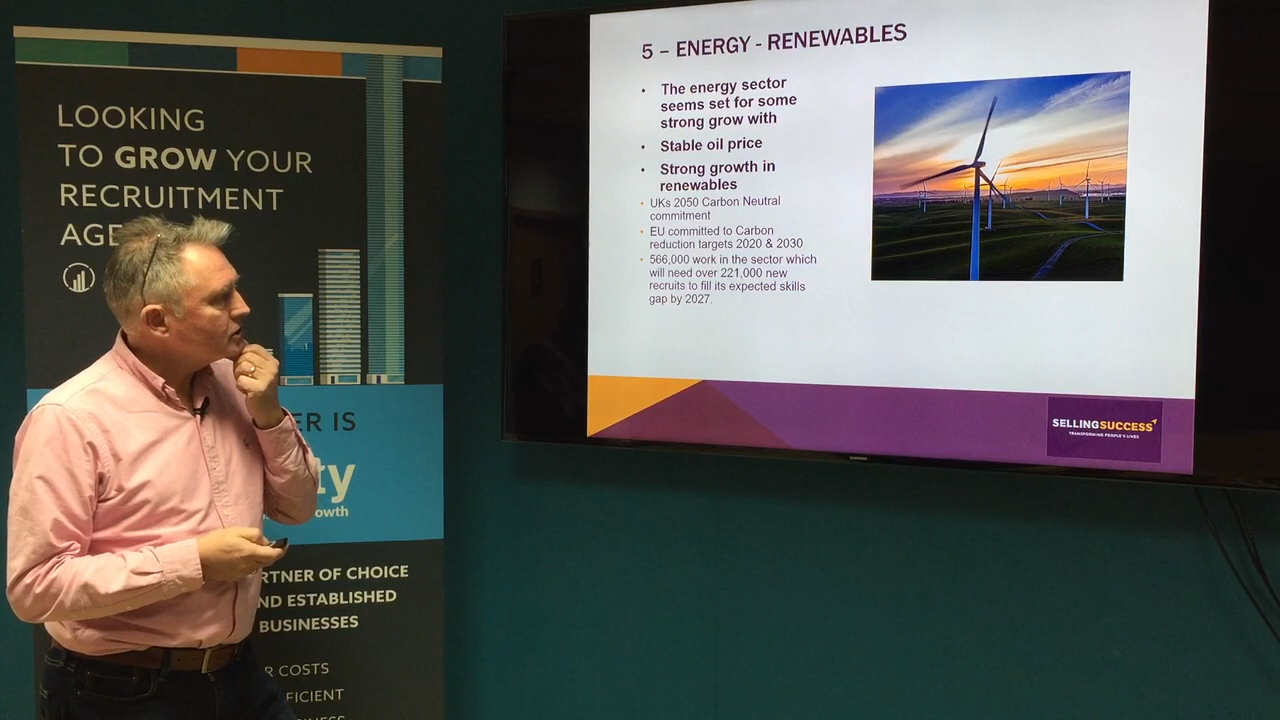 LOOKING
TO GROW YOUR
RECRUITMENT
AGE
ER IS
ty
owth
RTNER OF CHOICE
ND ESTABLISHED
BUSINESSES
R COSTS
FICIENT
5 – ENERGY - RENEWABLES
• The energy sector
seems set for some
strong grow with
• Stable oil price
• Strong growth in
renewables
• UKs 2050 Carbon Neutral
commitment
• EU committed to Carbon
reduction targets 2020 & 2030
• 566,000 work in the sector which
will need over 221,000 new
recruits to fill its expected skills
gap by 2027.
SELLINGSUCCESS
TRANSFORMING PEOPLE'S LIVES
SAMSUNG